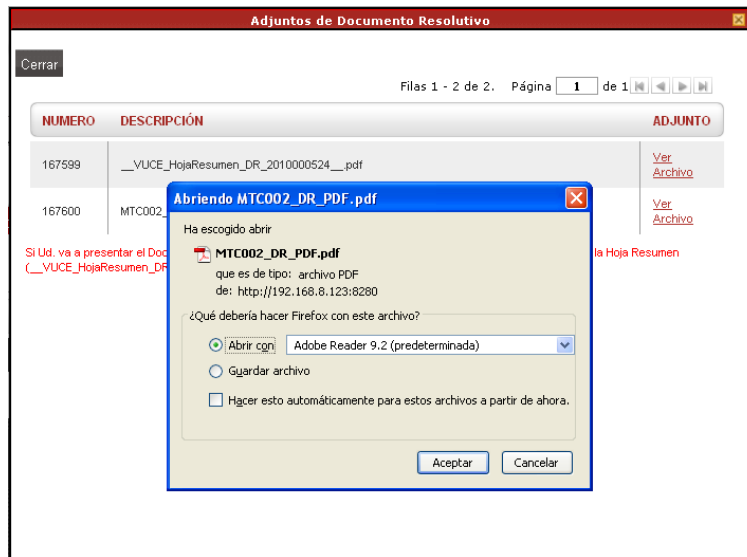 Adjuntos de Documento Resolutivo
Cerrar
Filas 1 - 2 de 2. Página 1 de 1
NUMERO DESCRIPCIÓN ADJUNTO
167599 __VUCE_HojaResumen_DR_2010000524__.pdf Ver Archivo
167600 MTC002_ Ver Archivo
Si Ud. va a presentar el Doc la Hoja Resumen
(__VUCE_HojaResumen_DR
Abriendo MTC002_DR_PDF.pdf
Ha escogido abrir
MTC002_DR_PDF.pdf
que es de tipo: archivo PDF
de: http://192.168.8.123:8280
¿Qué debería hacer Firefox con este archivo?
Abrir con Adobe Reader 9.2 (predeterminada)
Guardar archivo
Hacer esto automáticamente para estos archivos a partir de ahora.
Aceptar Cancelar